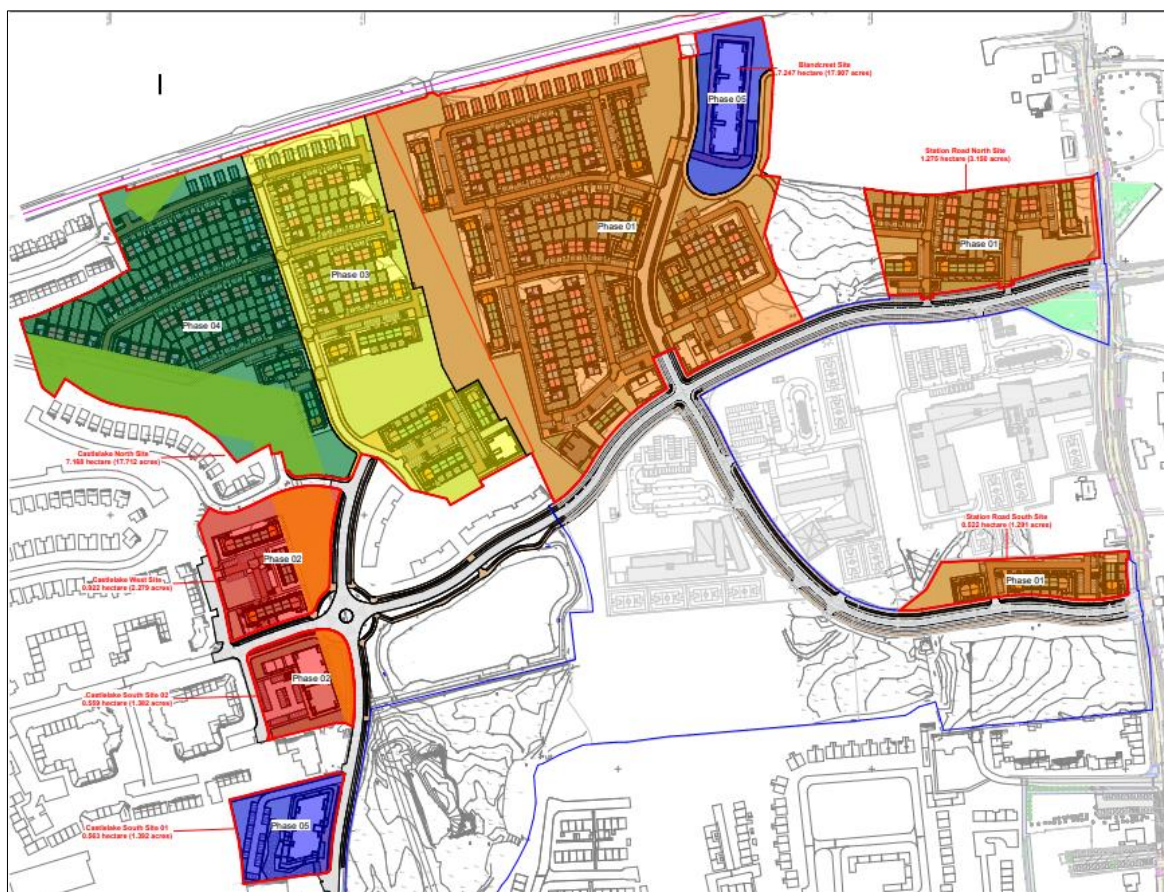 Blandcrest Site
7.247 hectare (17.907 acres)
Phase 05
Station Road North Site
1.275 hectare (3.150 acres)
Phase 01
Phase 01
Phase 03
Phase 04
Castlelake North Site
7.168 hectare (17.712 acres)
Station Road South Site
0.522 hectare (1.291 acres)
Phase 01
Phase 02
Castlelake West Site
0.922 hectare (2.279 acres)
Phase 02
Castlelake South Site 02
0.559 hectare (1.382 acres)
Castlelake South Site 01
0.563 hectare (1.392 acres)
Phase 05